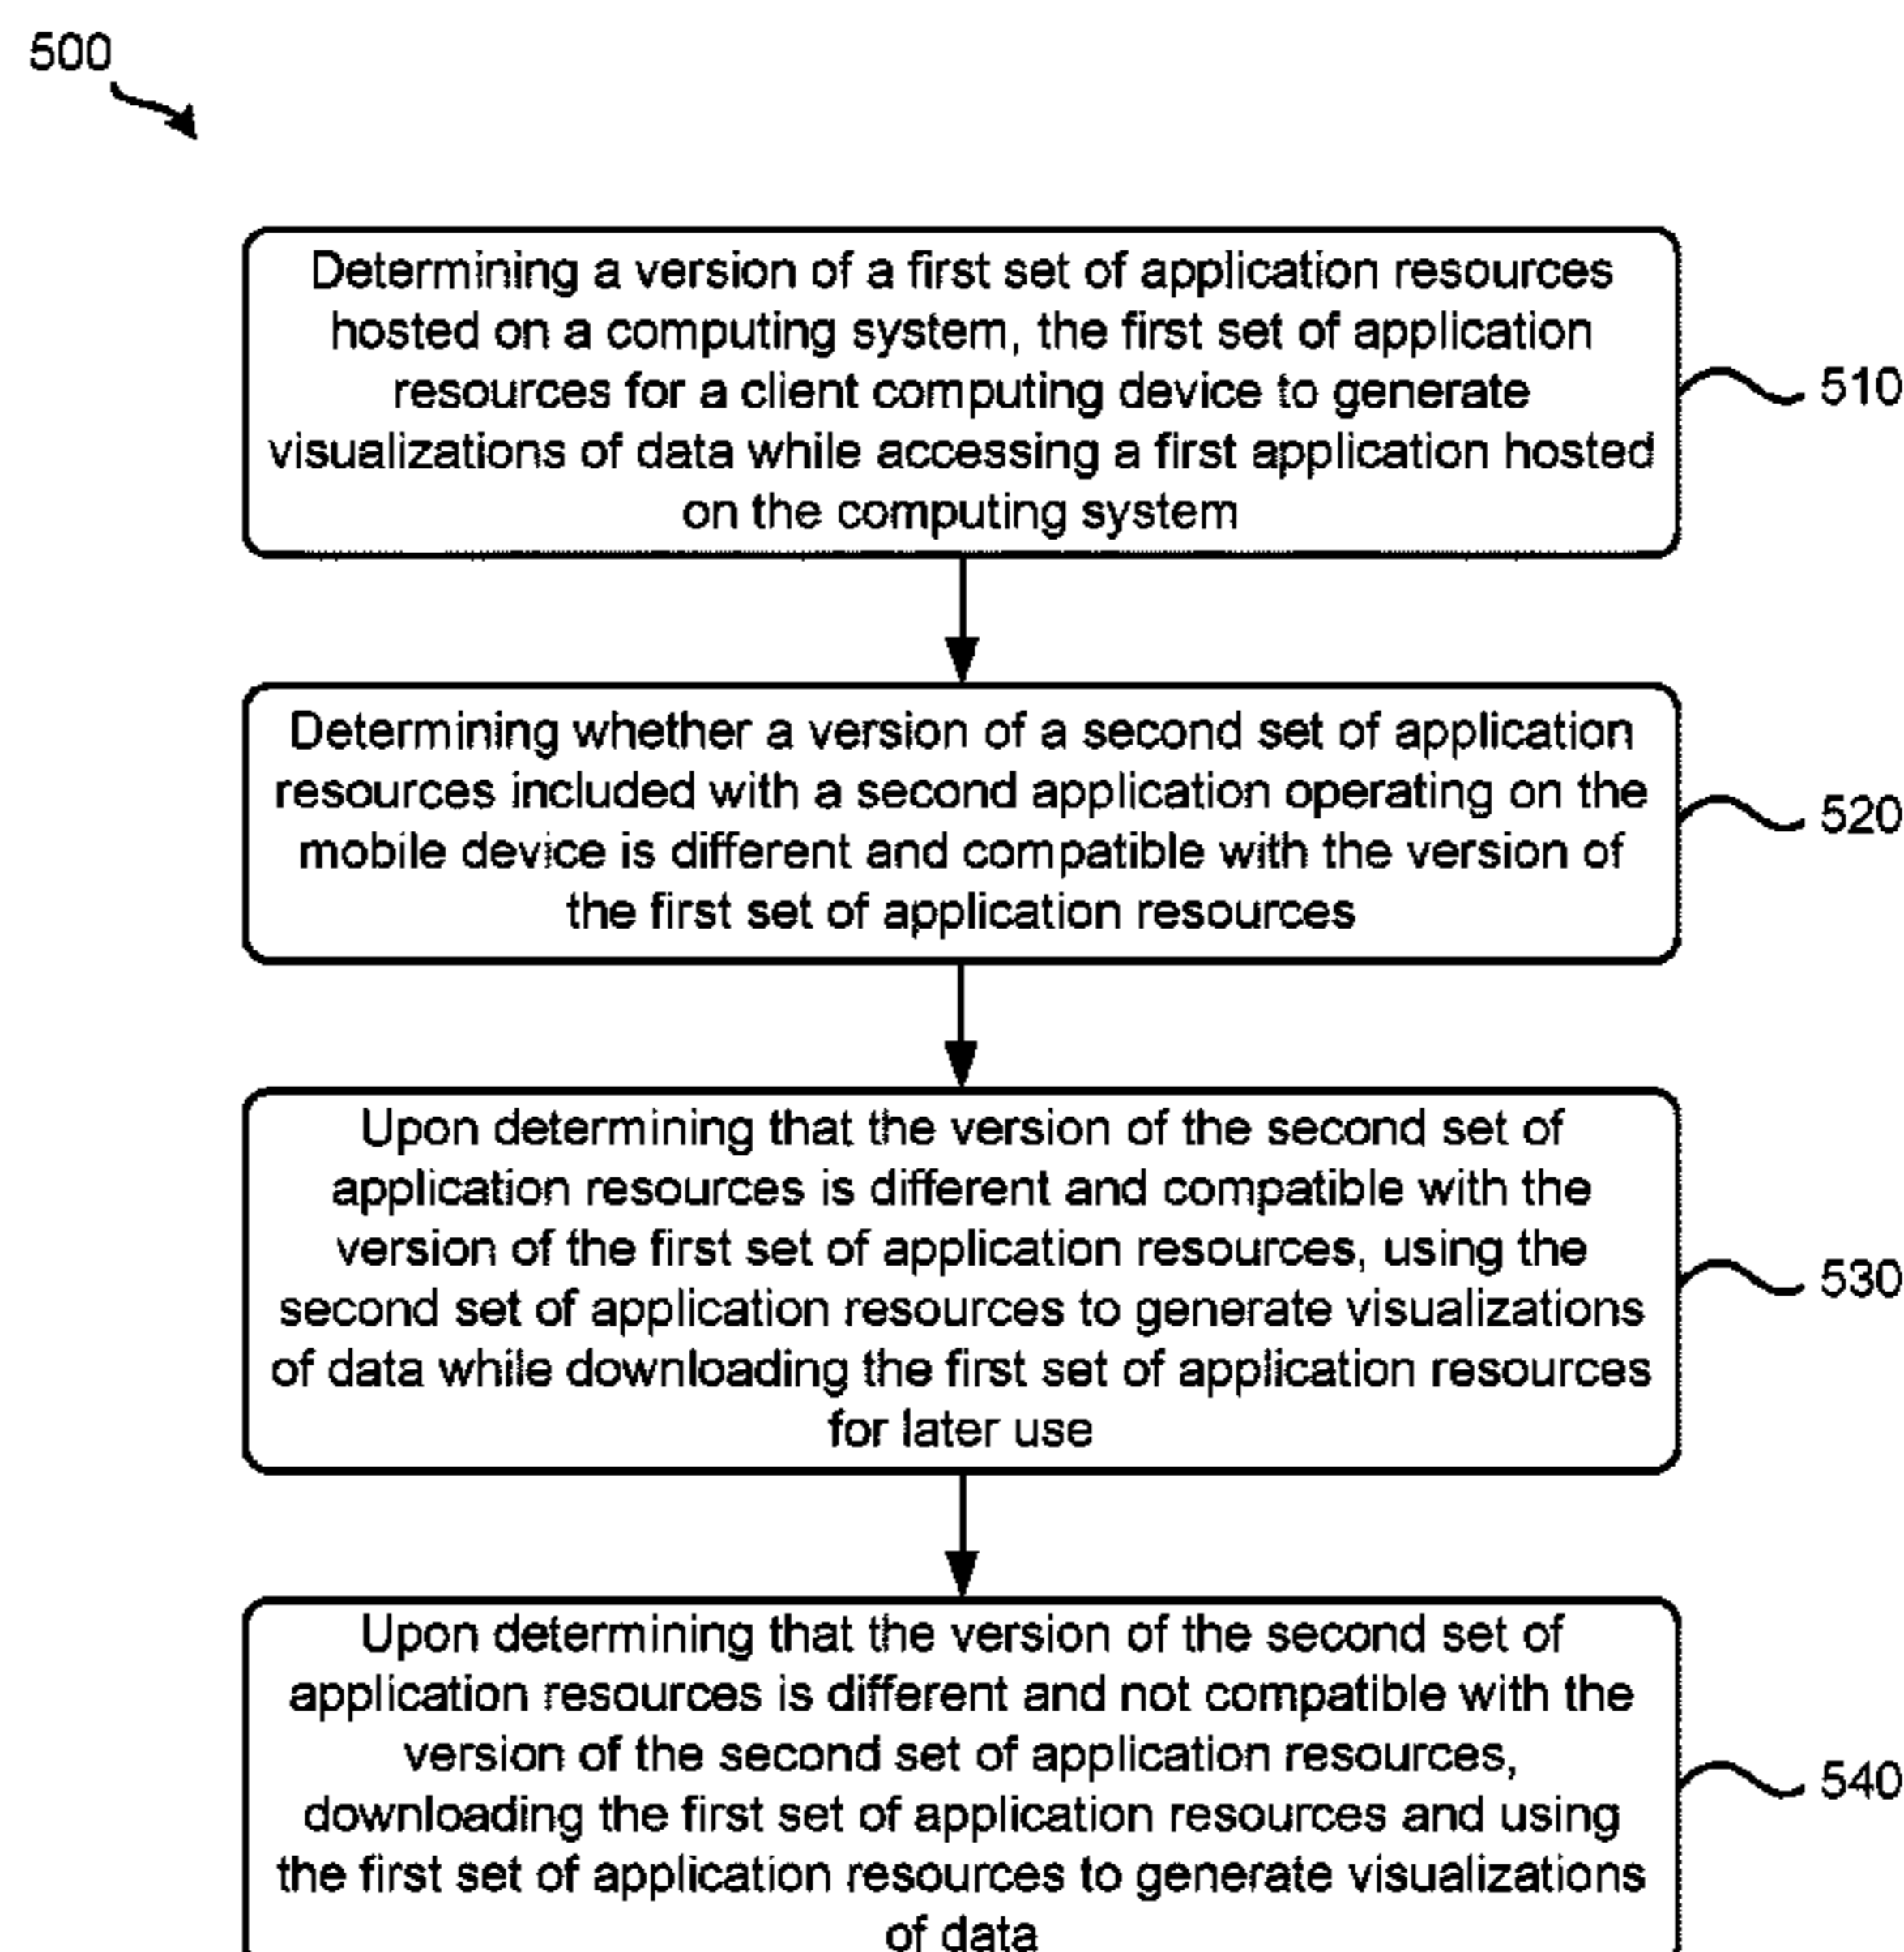 500
Determining a version of a first set of application resources
hosted on a computing system, the first set of application
resources for a client computing device to generate
visualizations of data while accessing a first application hosted
on the computing system
510
Determining whether a version of a second set of application
resources included with a second application operating on the
mobile device is different and compatible with the version of
the first set of application resources
520
Upon determining that the version of the second set of
application resources is different and compatible with the
version of the first set of application resources, using the
second set of application resources to generate visualizations
of data while downloading the first set of application resources
for later use
530
Upon determining that the version of the second set of
application resources is different and not compatible with the
version of the second set of application resources,
downloading the first set of application resources and using
the first set of application resources to generate visualizations
of data
540